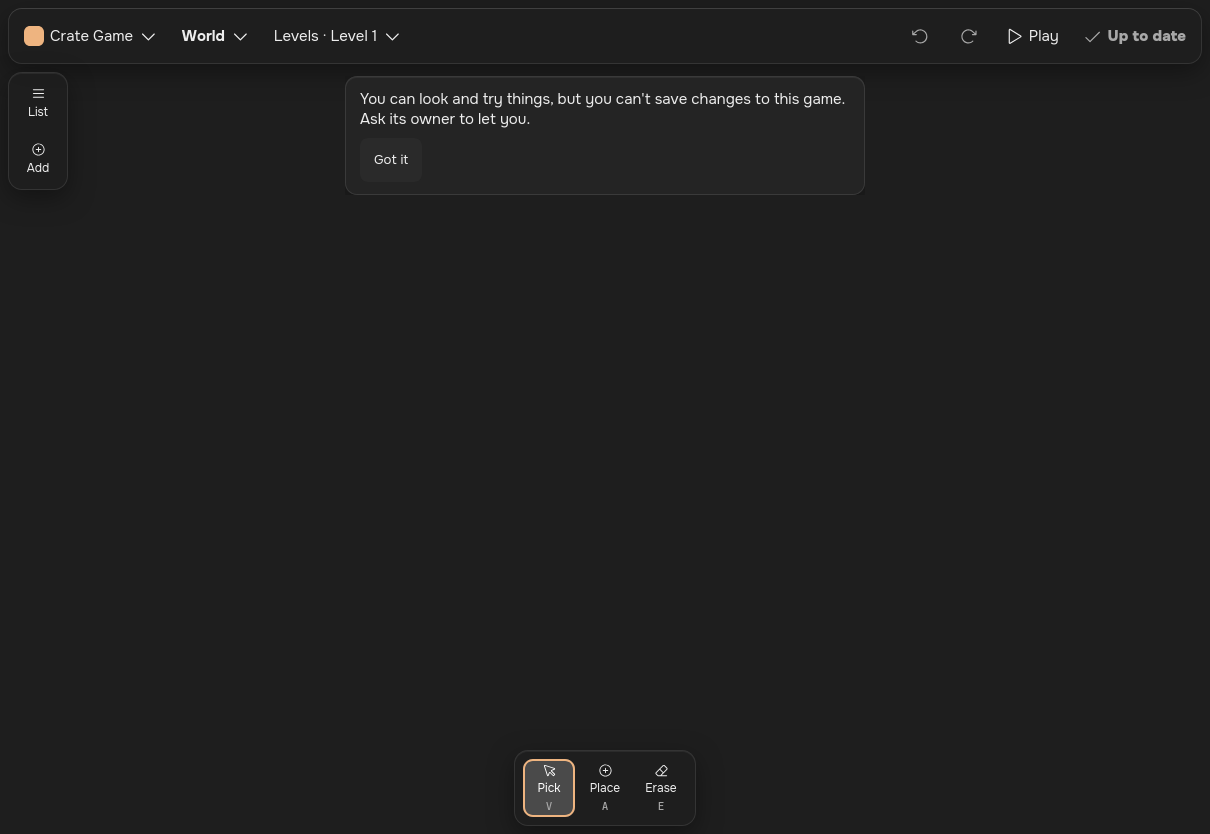 Crate Game
World
Levels · Level 1
Play
Up to date
List
Add
You can look and try things, but you can't save changes to this game.
Ask its owner to let you.
Got it
Pick
V
Place
A
Erase
E